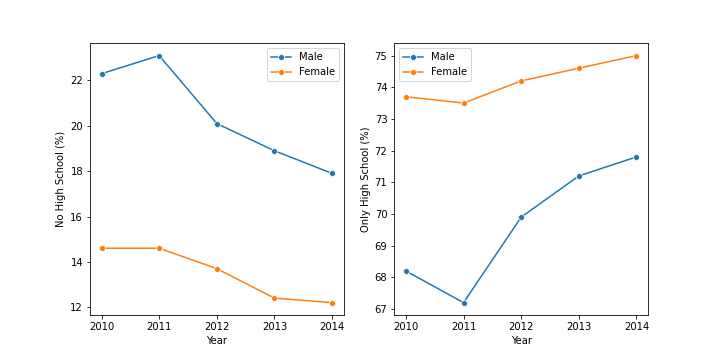 No High School (%)
22
20
18
16
14
12
Male
Female
2010 2011 2012 2013 2014
Year
Only High School (%)
75
74
73
72
71
70
69
68
67
Male
Female
2010 2011 2012 2013 2014
Year